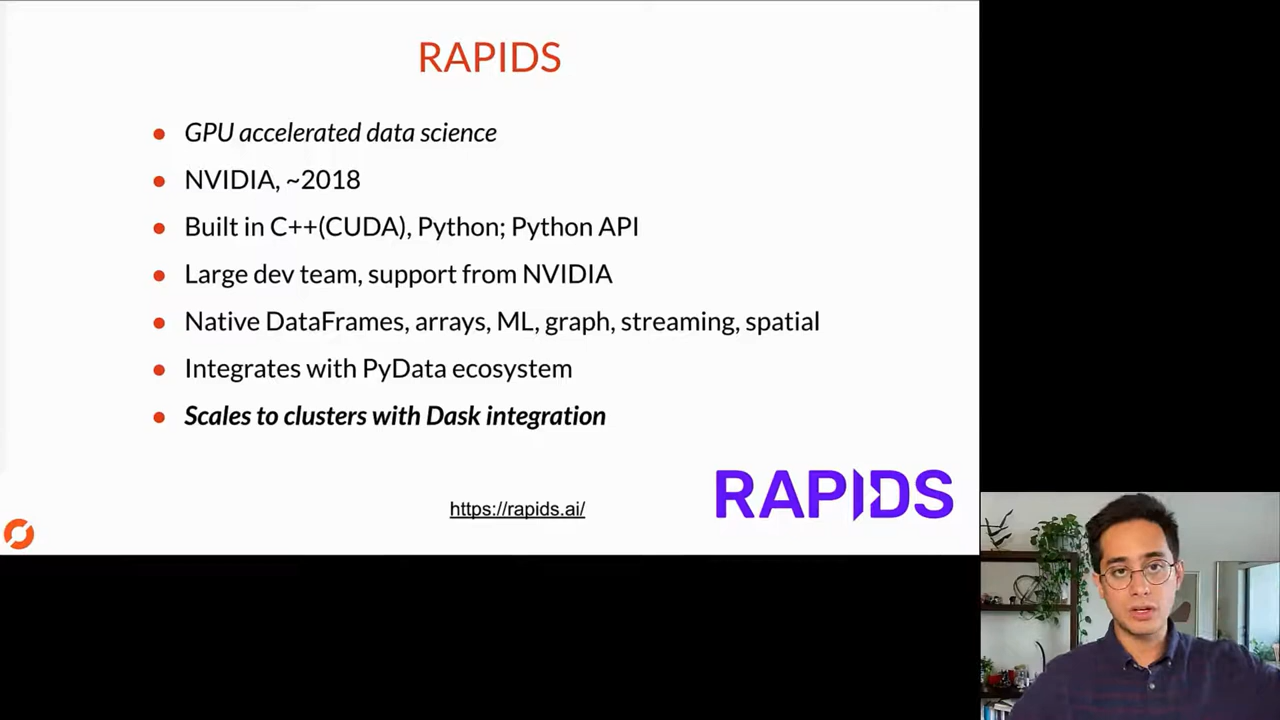 RAPIDS
● GPU accelerated data science
● NVIDIA, ~2018
● Built in C++(CUDA), Python; Python API
● Large dev team, support from NVIDIA
● Native DataFrames, arrays, ML, graph, streaming, spatial
● Integrates with PyData ecosystem
● Scales to clusters with Dask integration
https://rapids.ai/
RAPIDS